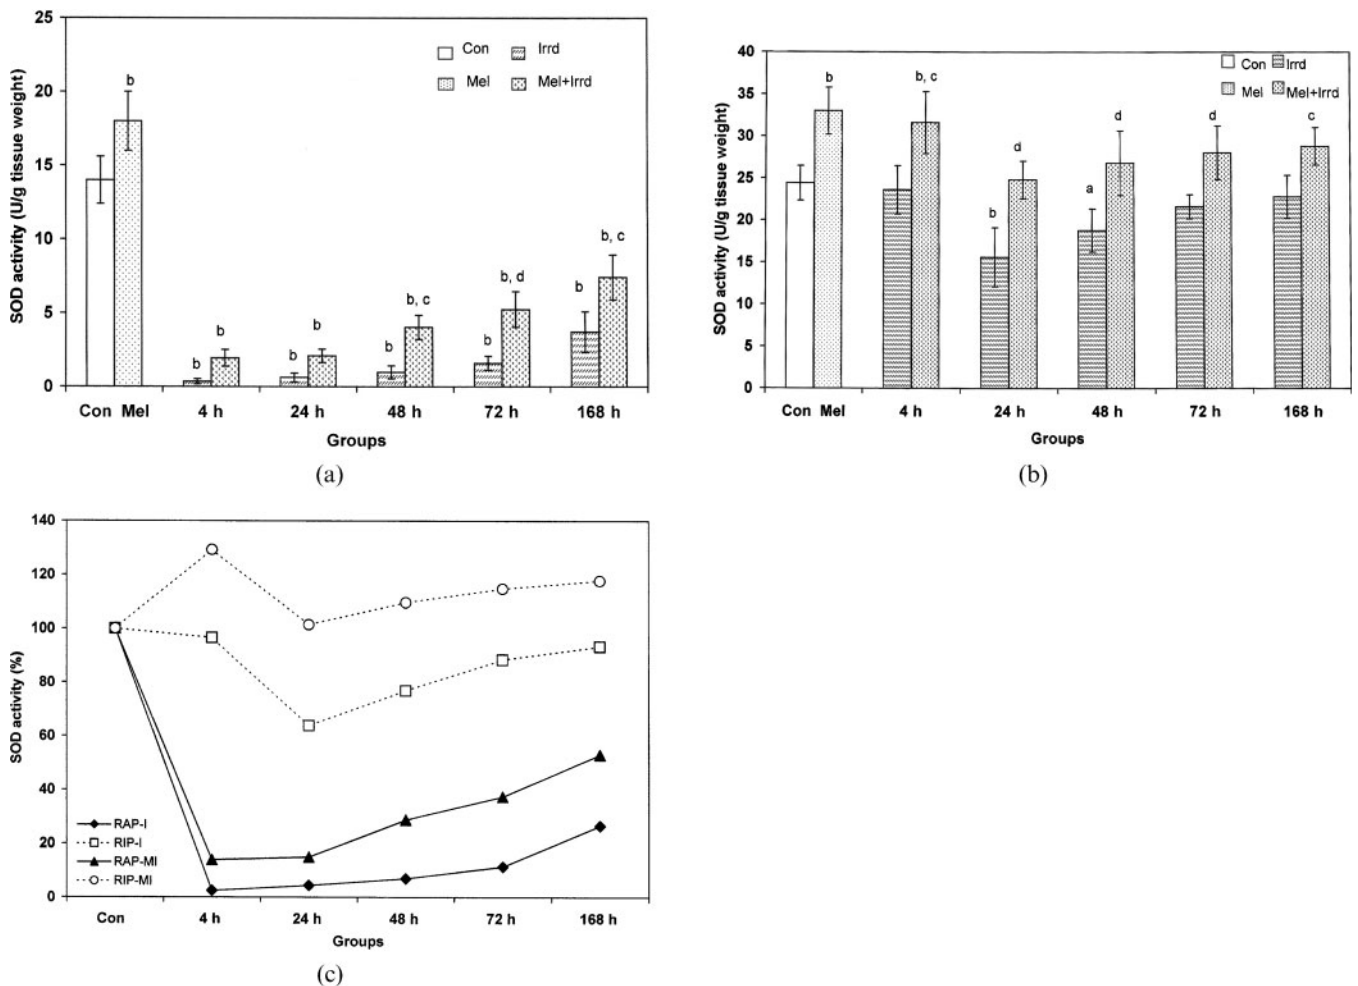 25
20
15
10
5
0
SOD activity (U/g tissue weight)
Con Irrd
Mel Mel+Irrd
b
b
b
b
b
b
b, c
b
b, d
b
b, c
Con Mel 4 h 24 h 48 h 72 h 168 h
Groups
(a)
40
35
30
25
20
15
10
5
0
SOD activity (U/g tissue weight)
Con Irrd
Mel Mel+Irrd
b
b, c
b
d
a
d
d
c
Con Mel 4 h 24 h 48 h 72 h 168 h
Groups
(b)
140
120
100
80
60
40
20
0
SOD activity (%)
RAP-I
RIP-I
RAP-MI
RIP-MI
Con 4 h 24 h 48 h 72 h 168 h
Groups
(c)